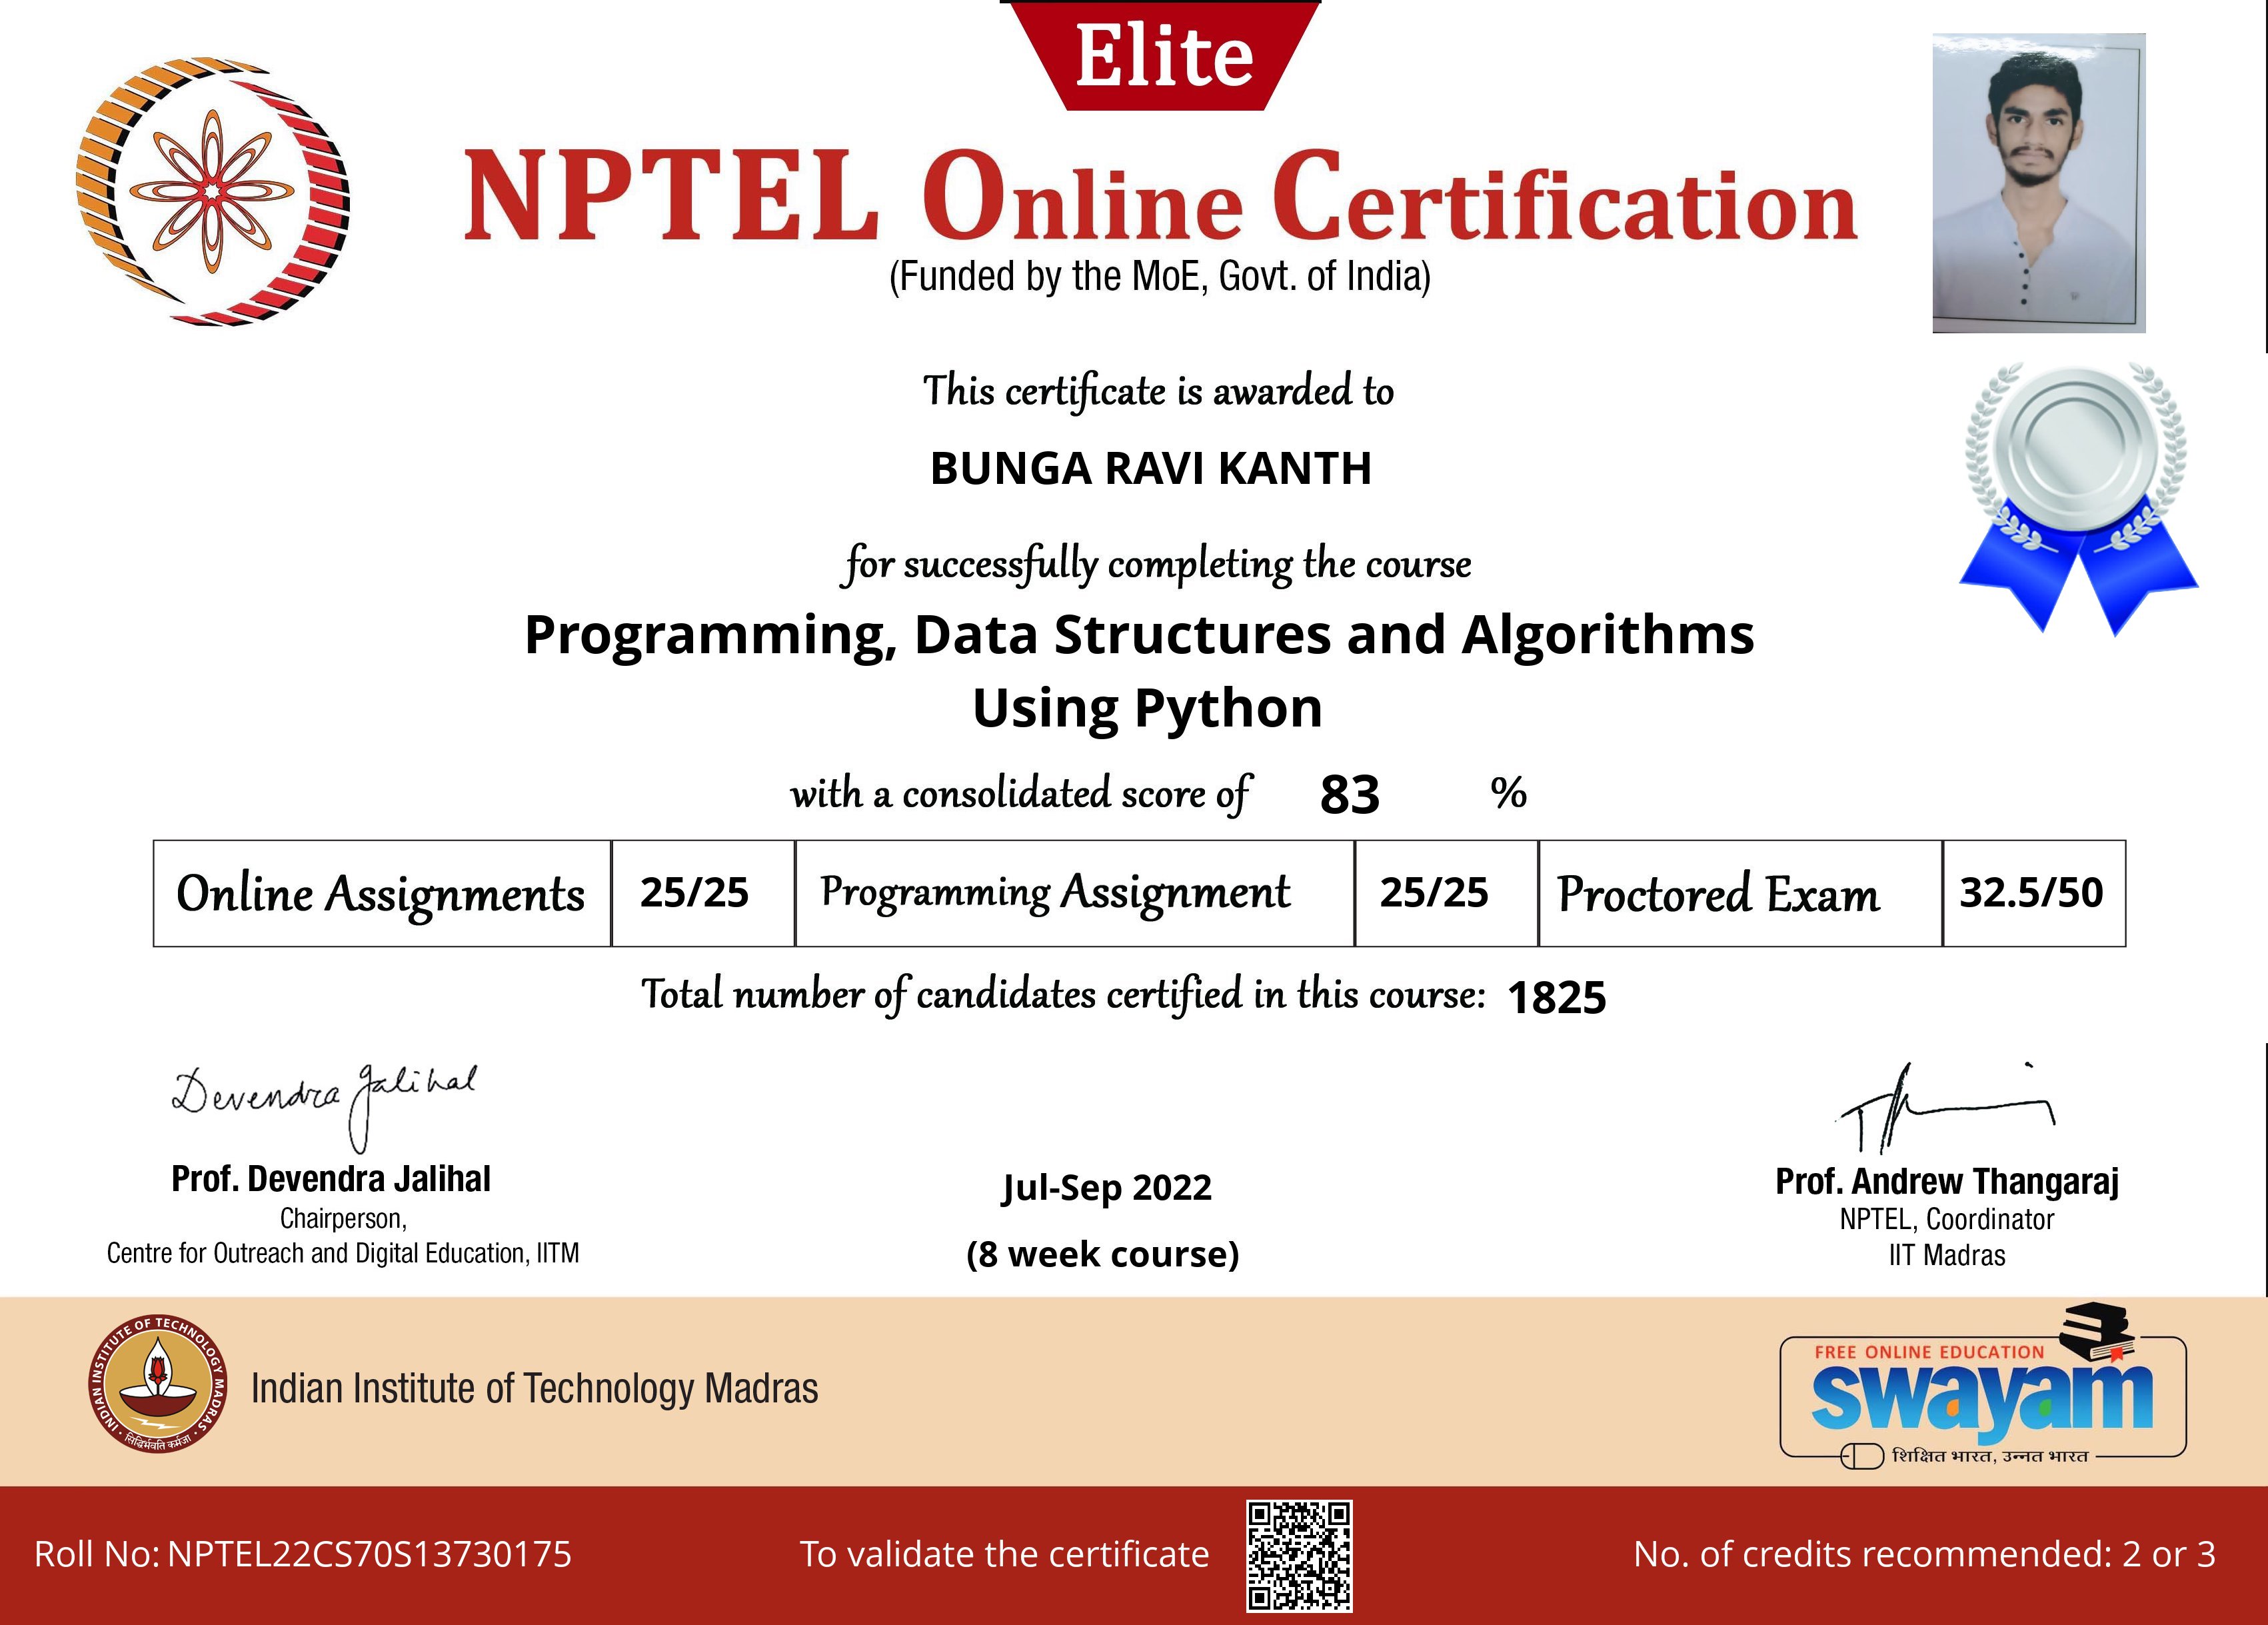 Elite
NPTEL Online Certification
(Funded by the MoE, Govt. of India)
This certificate is awarded to
BUNGA RAVI KANTH
for successfully completing the course
Programming, Data Structures and Algorithms
Using Python
with a consolidated score of 83 %
Online Assignments 25/25 Programming Assignment 25/25 Proctored Exam 32.5/50
Total number of candidates certified in this course: 1825
Devendra Jalihal
Prof. Devendra Jalihal
Chairperson,
Centre for Outreach and Digital Education, IITM
Jul-Sep 2022
(8 week course)
Prof. Andrew Thangaraj
NPTEL, Coordinator
IIT Madras
INDIAN INSTITUTE OF TECHNOLOGY MADRAS
सिद्धिर्भवति कर्मजा
Indian Institute of Technology Madras
FREE ONLINE EDUCATION
swayam
शिक्षित भारत, उन्नत भारत
Roll No: NPTEL22CS70S13730175
To validate the certificate
No. of credits recommended: 2 or 3